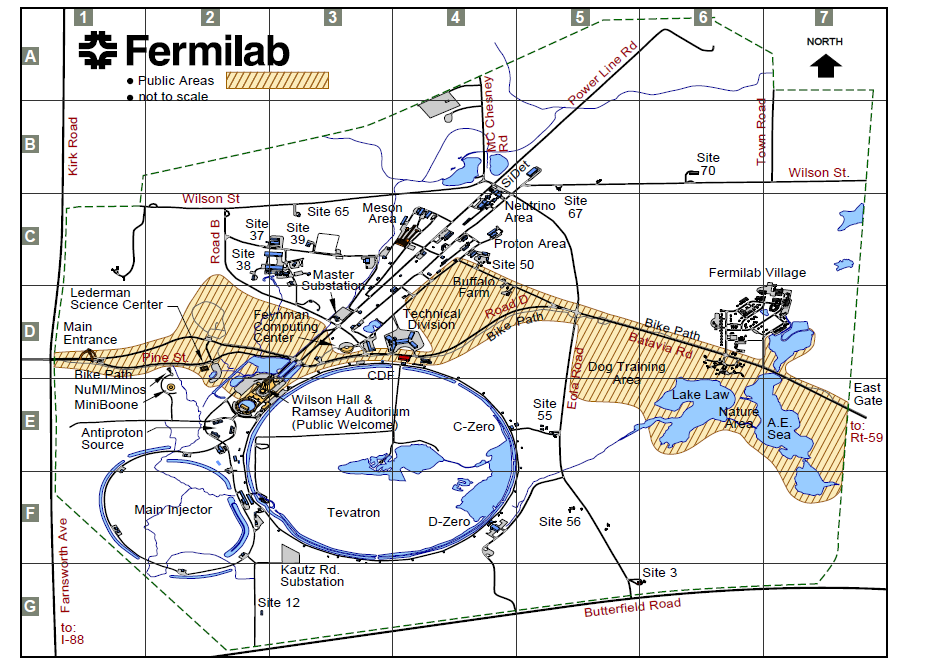 1
2
3
4
5
6
7
A
B
C
D
E
F
G
Fermilab
• Public Areas
• not to scale
NORTH
Kirk Road
Power Line Rd
MC Chesney
Rd
Town Road
Site
70
Wilson St.
S/Det
Wilson St
Site 65
Meson
Area
Neutrino
Area
Site
67
Road B
Site
37
Site
39
Site
38
Proton Area
Site 50
Master
Substation
Buffalo
Farm
Fermilab Village
Lederman
Science Center
Feynman
Computing
Center
Technical
Division
Road D
Bike Path
Main
Entrance
Pine St.
Bike Path
Bike Path
Batavia Rd
Dog Training
Area
Eola Road
CDF
NuMI/Minos
MiniBoone
Antiproton
Source
Wilson Hall &
Ramsey Auditorium
(Public Welcome)
C-Zero
Site
55
Lake Law
Nature
Area
A.E.
Sea
East
Gate
to:
Rt-59
Main Injector
Tevatron
D-Zero
Site 56
Farnsworth Ave
to:
I-88
Kautz Rd.
Substation
Site 12
Site 3
Butterfield Road